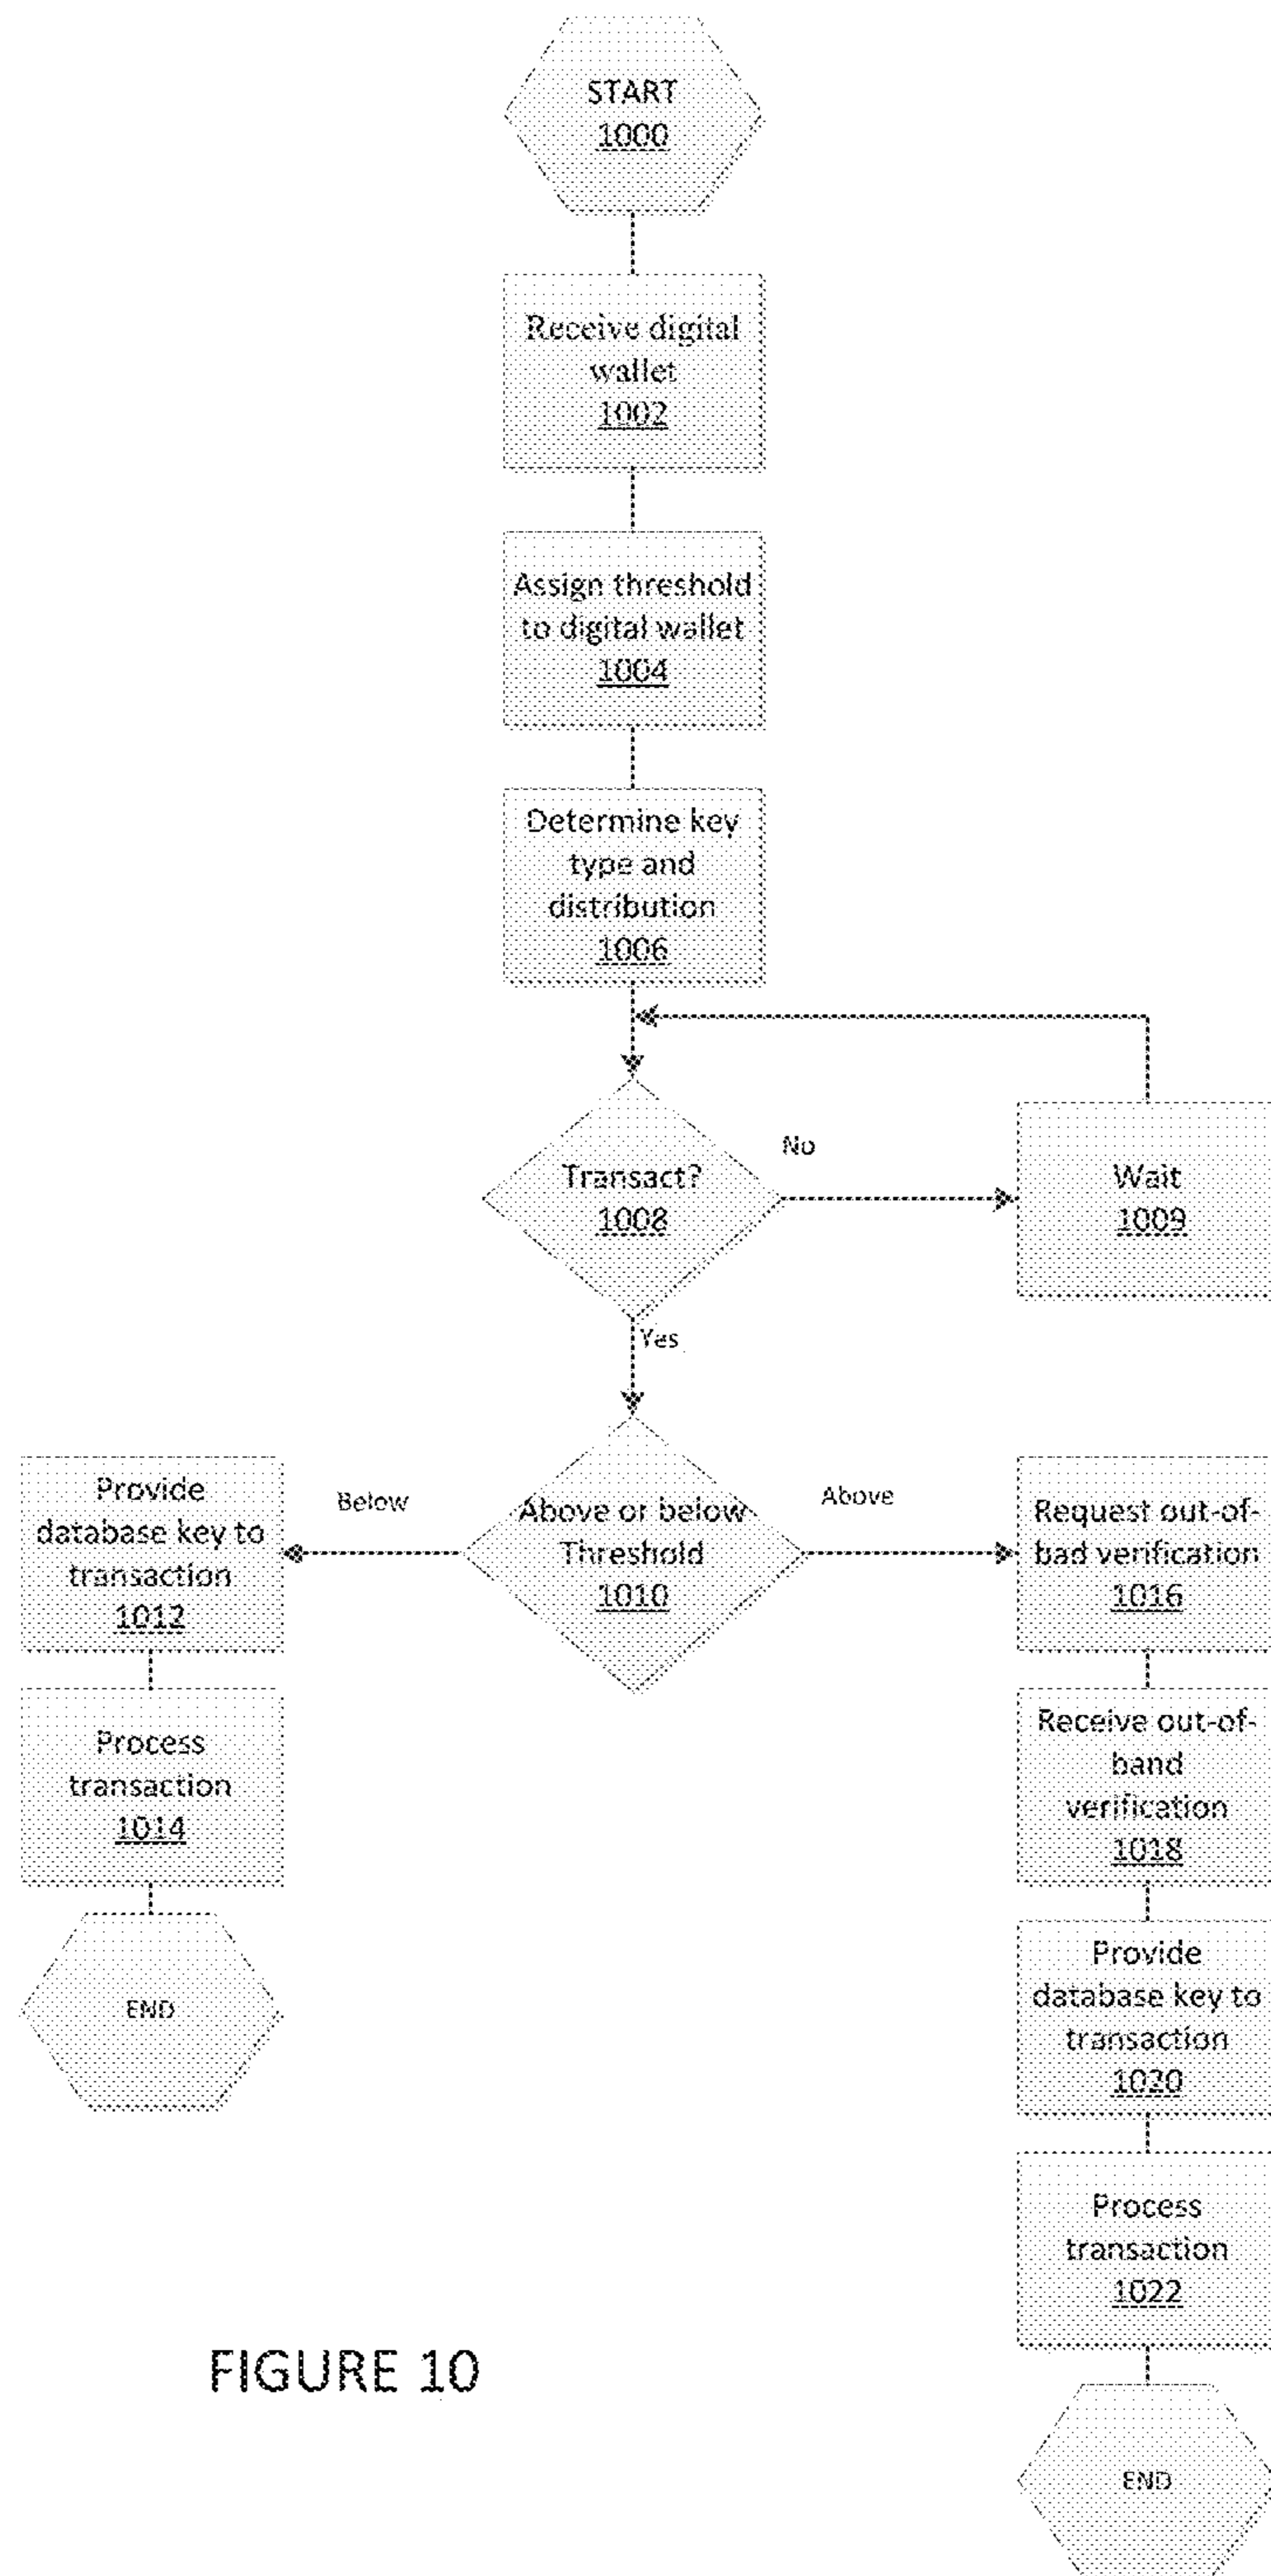 START
1000
Receive digital
wallet
1002
Assign threshold
to digital wallet
1004
Determine key
type and
distribution
1006
Transact?
1008
No
Wait
1009
Yes
Above or below
Threshold
1010
Below
Above
Provide
database key to
transaction
1012
Process
transaction
1014
END
Request out-of-
bad verification
1016
Receive out-of-
band
verification
1018
Provide
database key to
transaction
1020
Process
transaction
1022
END
FIGURE 10